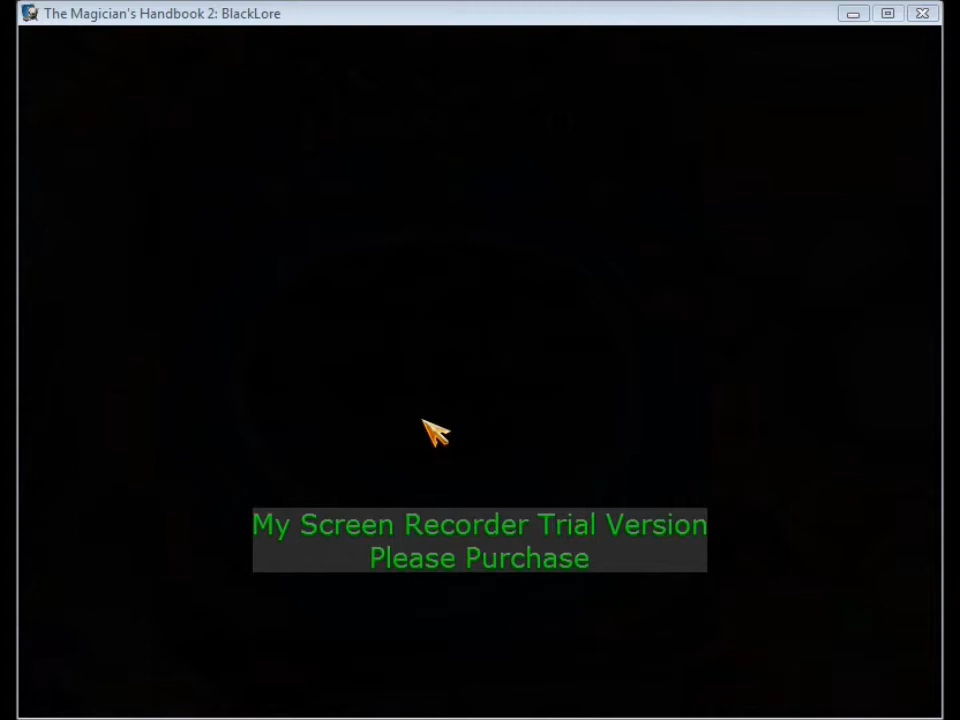 The Magician's Handbook 2: BlackLore
My Screen Recorder Trial Version
Please Purchase